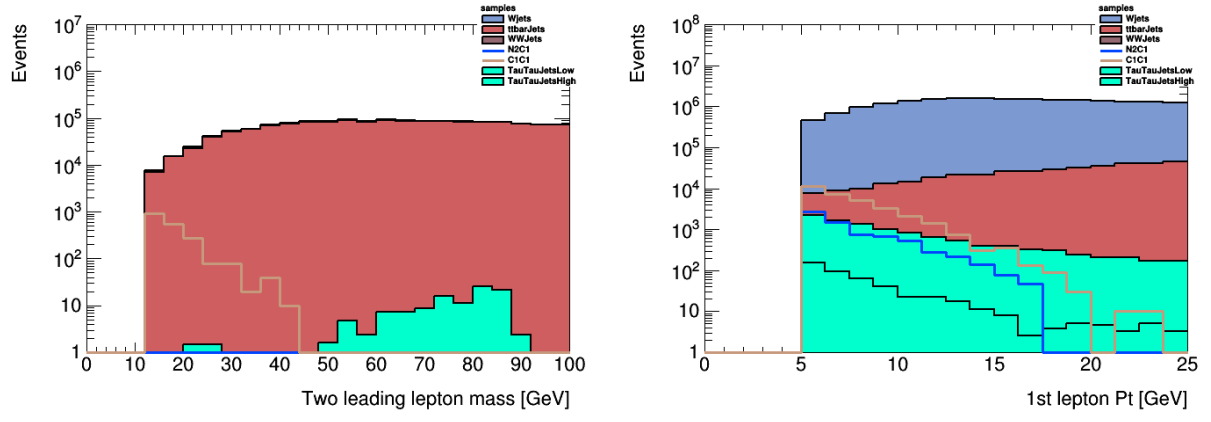 Events
10^7
10^6
10^5
10^4
10^3
10^2
10
1
0 10 20 30 40 50 60 70 80 90 100
Two leading lepton mass [GeV]
samples
Wjets
ttbarJets
WWJets
N2C1
C1C1
TauTauJetsLow
TauTauJetsHigh
Events
10^8
10^7
10^6
10^5
10^4
10^3
10^2
10
1
0 5 10 15 20 25
1st lepton Pt [GeV]
samples
Wjets
ttbarJets
WWJets
N2C1
C1C1
TauTauJetsLow
TauTauJetsHigh